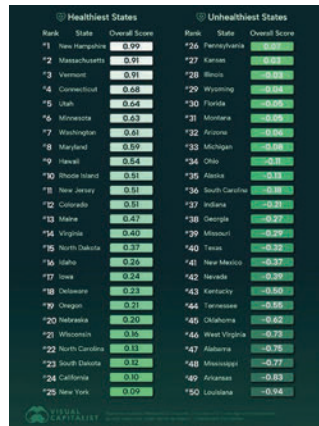 Healthiest States
Rank State Overall Score
#1 New Hampshire 0.99
#2 Massachusetts 0.91
#3 Vermont 0.91
#4 Connecticut 0.68
#5 Utah 0.64
#6 Minnesota 0.63
#7 Washington 0.61
#8 Maryland 0.59
#9 Hawaii 0.54
#10 Rhode Island 0.51
#11 New Jersey 0.51
#12 Colorado 0.51
#13 Maine 0.47
#14 Virginia 0.40
#15 North Dakota 0.37
#16 Idaho 0.26
#17 Iowa 0.24
#18 Delaware 0.23
#19 Oregon 0.21
#20 Nebraska 0.20
#21 Wisconsin 0.16
#22 North Carolina 0.13
#23 South Dakota 0.12
#24 California 0.10
#25 New York 0.09
Unhealthiest States
Rank State Overall Score
#26 Pennsylvania 0.07
#27 Kansas 0.03
#28 Illinois -0.03
#29 Wyoming -0.04
#30 Florida -0.05
#31 Montana -0.05
#32 Arizona -0.06
#33 Michigan -0.08
#34 Ohio -0.11
#35 Alaska -0.13
#36 South Carolina -0.18
#37 Indiana -0.21
#38 Georgia -0.27
#39 Missouri -0.29
#40 Texas -0.32
#41 New Mexico -0.37
#42 Nevada -0.39
#43 Kentucky -0.50
#44 Tennessee -0.55
#45 Oklahoma -0.62
#46 West Virginia -0.73
#47 Alabama -0.75
#48 Mississippi -0.77
#49 Arkansas -0.83
#50 Louisiana -0.94
VISUAL
CAPITALIST